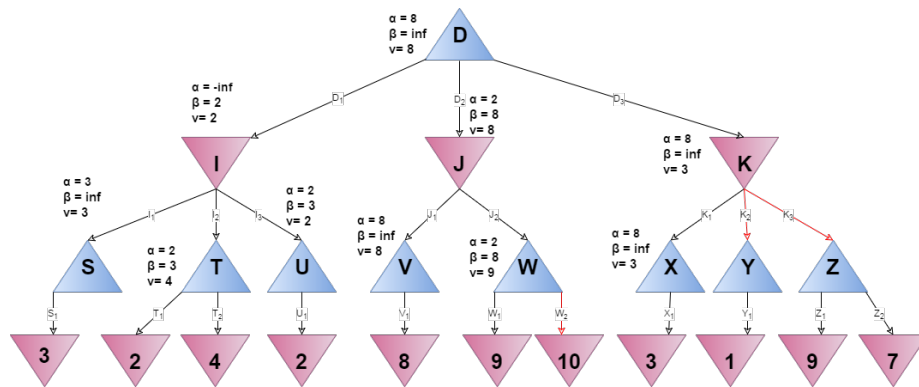 α = 8
β = inf
v= 8
D
α = -inf
β = 2
v= 2
D₁
D₂
D₃
α = 2
β = 8
v= 8
I
J
α = 8
β = inf
v= 3
K
α = 3
β = inf
v= 3
I₁
I₂
I₃
α = 2
β = 3
v= 2
J₁
J₂
K₁
K₂
K₃
α = 2
β = 3
v= 4
α = 8
β = inf
v= 8
α = 2
β = 8
v= 9
α = 8
β = inf
v= 3
S
T
U
V
W
X
Y
Z
S₁
T₁
T₂
U₁
V₁
W₁
W₂
X₁
Y₁
Z₁
Z₂
3
2
4
2
8
9
10
3
1
9
7